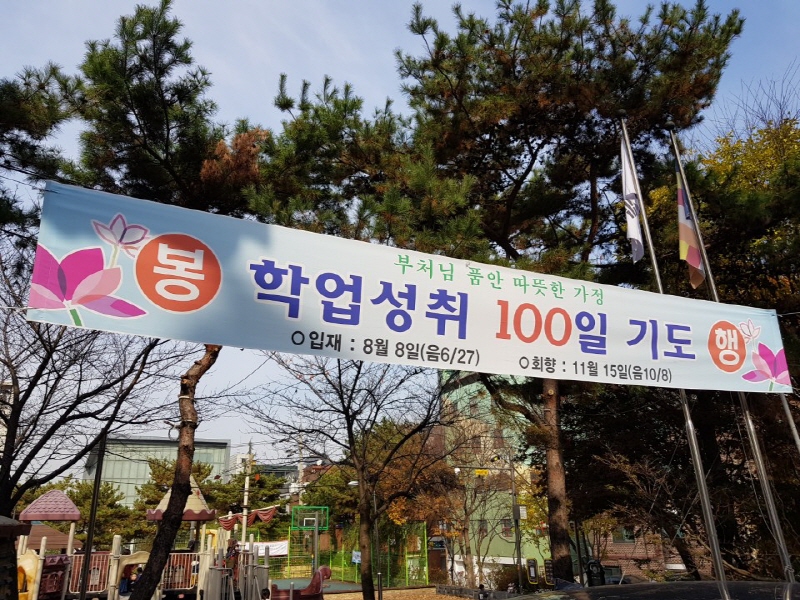 부처님 품안 따뜻한 가정
봉 학업성취 100일 기도 행
○입재 : 8월 8일(음6/27) ○회향 : 11월 15일(음10/8)